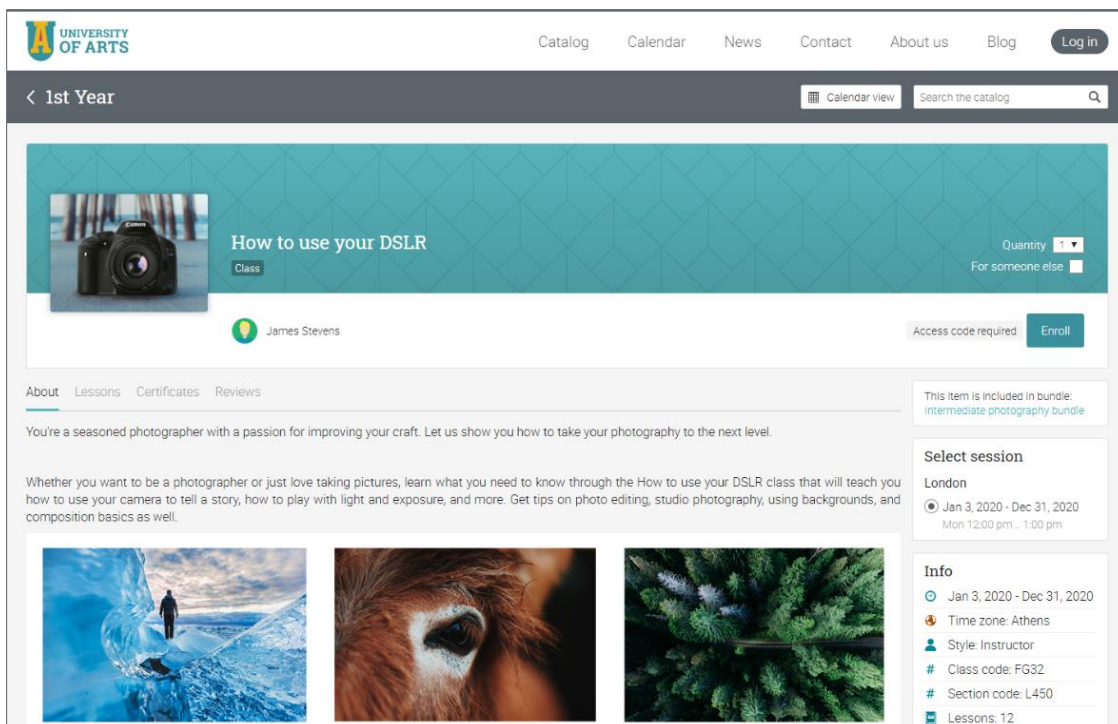 UNIVERSITY
OF ARTS
Catalog Calendar News Contact About us Blog Log in
1st Year
Calendar view
Search the catalog
Canon
How to use your DSLR
Class
Quantity 1
For someone else
James Stevens
Access code required
Enroll
About Lessons Certificates Reviews
You're a seasoned photographer with a passion for improving your craft. Let us show you how to take your photography to the next level.
Whether you want to be a photographer or just love taking pictures, learn what you need to know through the How to use your DSLR class that will teach you
how to use your camera to tell a story, how to play with light and exposure, and more. Get tips on photo editing, studio photography, using backgrounds, and
composition basics as well.
This item is included in bundle:
Intermediate photography bundle
Select session
London
Jan 3, 2020 - Dec 31, 2020
Mon 12:00 pm .. 1:00 pm
Info
Jan 3, 2020 - Dec 31, 2020
Time zone: Athens
Style: Instructor
# Class code: FG32
# Section code: L450
Lessons: 12